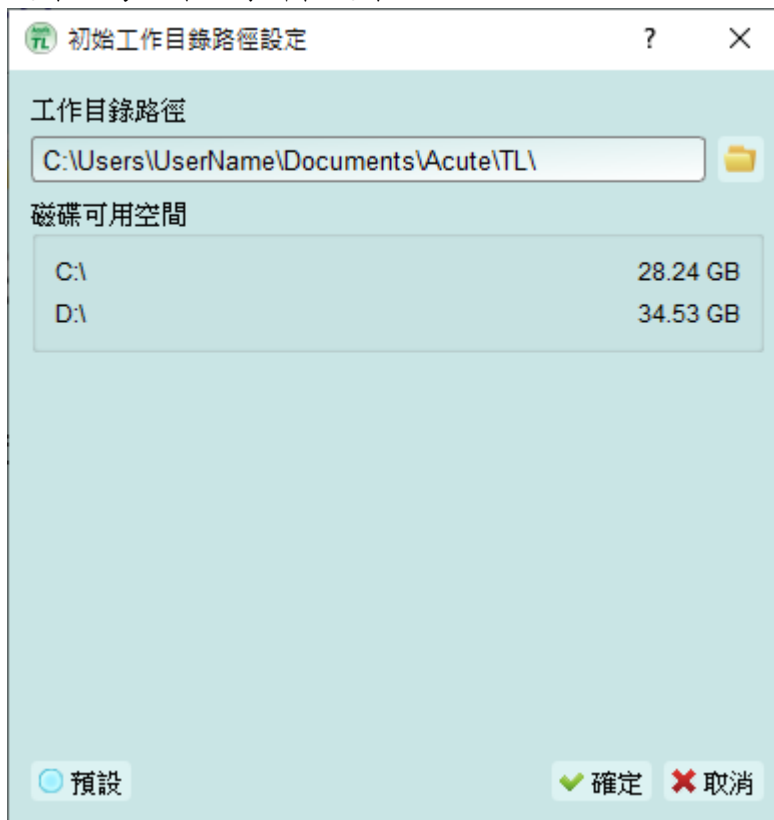 TL 初始工作目錄路徑設定 ? ×
工作目錄路徑
C:\Users\UserName\Documents\Acute\TL\
磁碟可用空間
C:\ 28.24 GB
D:\ 34.53 GB
預設 確定 取消